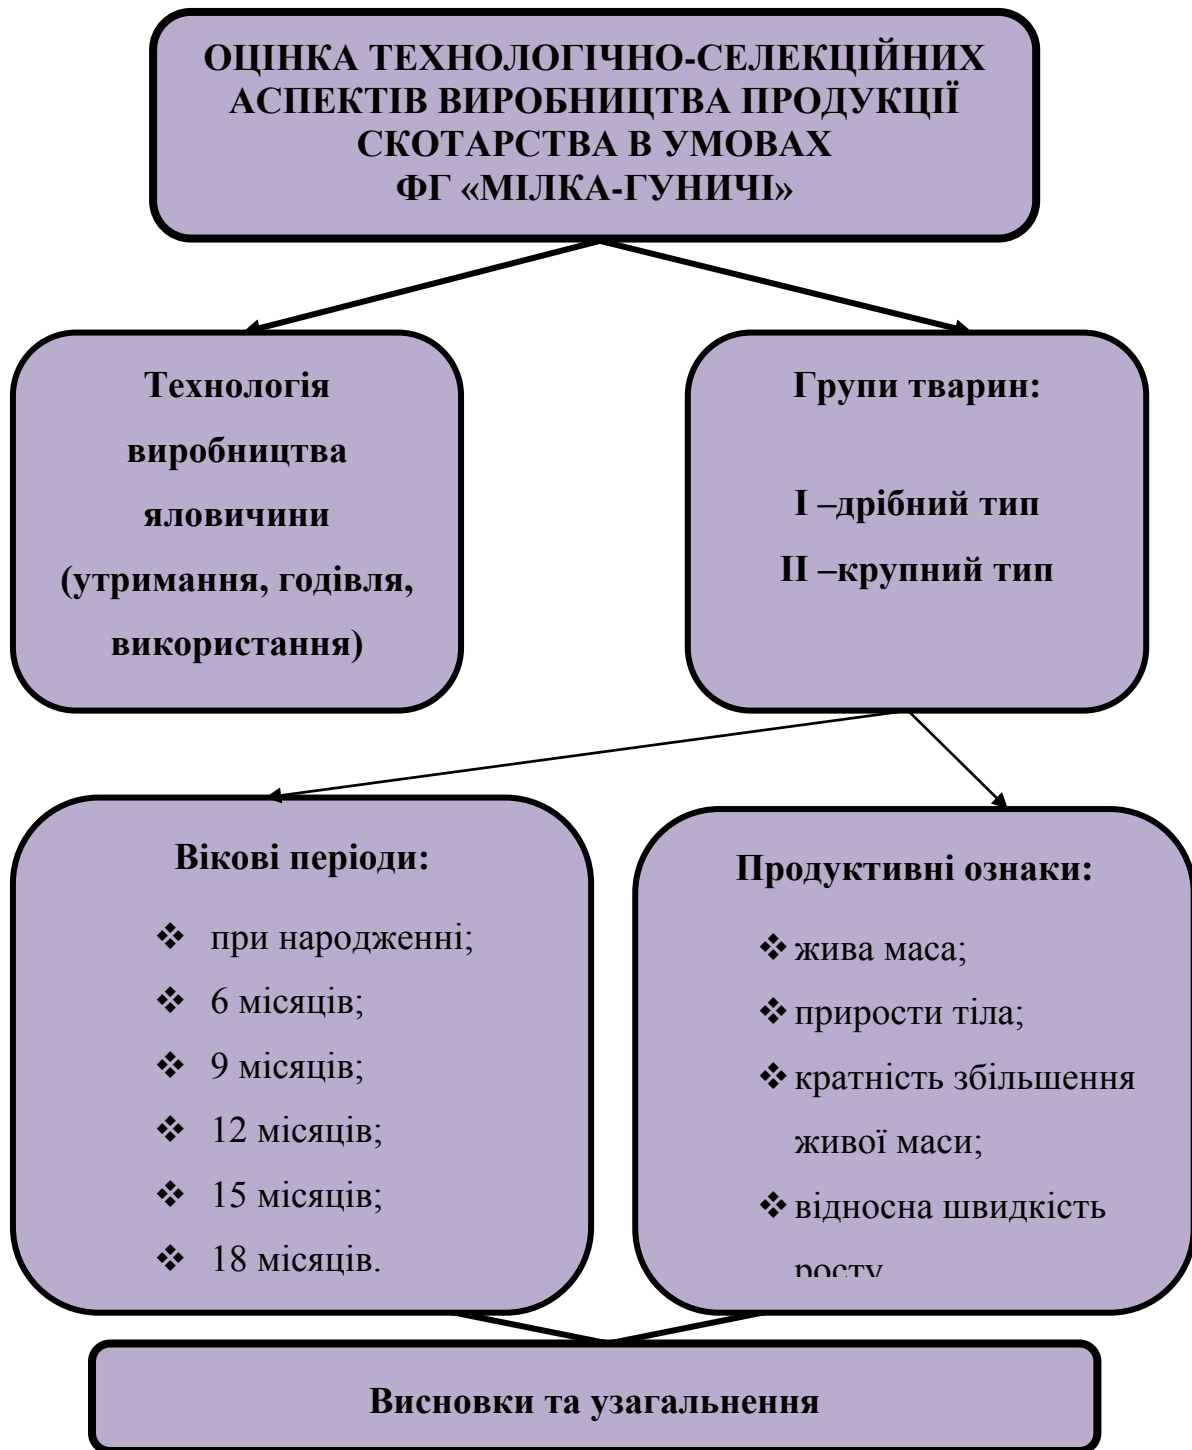 ОЦІНКА ТЕХНОЛОГІЧНО-СЕЛЕКЦІЙНИХ
АСПЕКТІВ ВИРОБНИЦТВА ПРОДУКЦІЇ
СКОТАРСТВА В УМОВАХ
ФГ «МІЛКА-ГУНИЧІ»
Технологія
виробництва
яловичини
(утримання, годівля,
використання)
Групи тварин:
І –дрібний тип
ІІ –крупний тип
Вікові періоди:
❖ при народженні;
❖ 6 місяців;
❖ 9 місяців;
❖ 12 місяців;
❖ 15 місяців;
❖ 18 місяців.
Продуктивні ознаки:
❖ жива маса;
❖ прирости тіла;
❖ кратність збільшення
живої маси;
❖ відносна швидкість
росту
Висновки та узагальнення